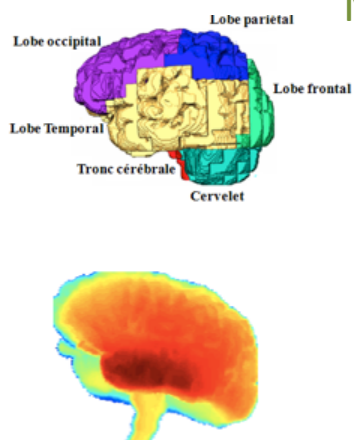 Lobe pariétal
Lobe occipital
Lobe frontal
Lobe Temporal
Tronc cérébrale
Cervelet